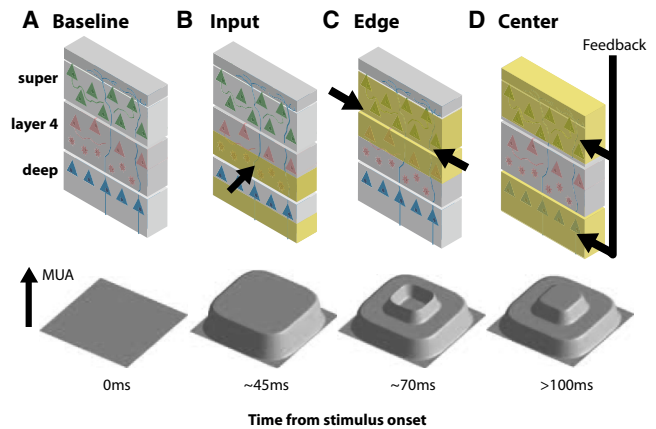 A Baseline
B Input
C Edge
D Center
Feedback
super
layer 4
deep
MUA
0ms
~45ms
~70ms
>100ms
Time from stimulus onset